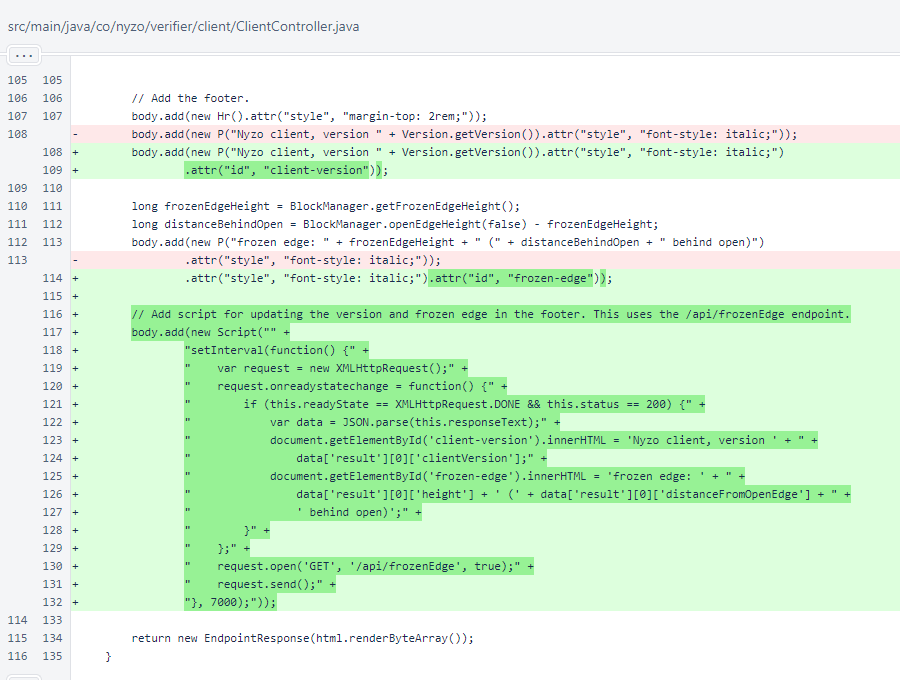 src/main/java/co/nyzo/verifier/client/ClientController.java
...
105 105
106 106 // Add the footer.
107 107 body.add(new Hr().attr("style", "margin-top: 2rem;"));
108 - body.add(new P("Nyzo client, version " + Version.getVersion()).attr("style", "font-style: italic;"));
108 + body.add(new P("Nyzo client, version " + Version.getVersion()).attr("style", "font-style: italic;")
109 + .attr("id", "client-version"));
109 110
110 111 long frozenEdgeHeight = BlockManager.getFrozenEdgeHeight();
111 112 long distanceBehindOpen = BlockManager.openEdgeHeight(false) - frozenEdgeHeight;
112 113 body.add(new P("frozen edge: " + frozenEdgeHeight + " (" + distanceBehindOpen + " behind open)")
113 - .attr("style", "font-style: italic;"));
114 + .attr("style", "font-style: italic;").attr("id", "frozen-edge"));
115 +
116 + // Add script for updating the version and frozen edge in the footer. This uses the /api/frozenEdge endpoint.
117 + body.add(new Script("" +
118 + "setInterval(function() {" +
119 + " var request = new XMLHttpRequest();" +
120 + " request.onreadystatechange = function() {" +
121 + " if (this.readyState == XMLHttpRequest.DONE && this.status == 200) {" +
122 + " var data = JSON.parse(this.responseText);" +
123 + " document.getElementById('client-version').innerHTML = 'Nyzo client, version ' + " +
124 + " data['result'][0]['clientVersion'];" +
125 + " document.getElementById('frozen-edge').innerHTML = 'frozen edge: ' + " +
126 + " data['result'][0]['height'] + ' (' + data['result'][0]['distanceFromOpenEdge'] + " +
127 + " ' behind open)';" +
128 + " }" +
129 + " };" +
130 + " request.open('GET', '/api/frozenEdge', true);" +
131 + " request.send();" +
132 + "}, 7000);"));
114 133
115 134 return new EndpointResponse(html.renderByteArray());
116 135 }